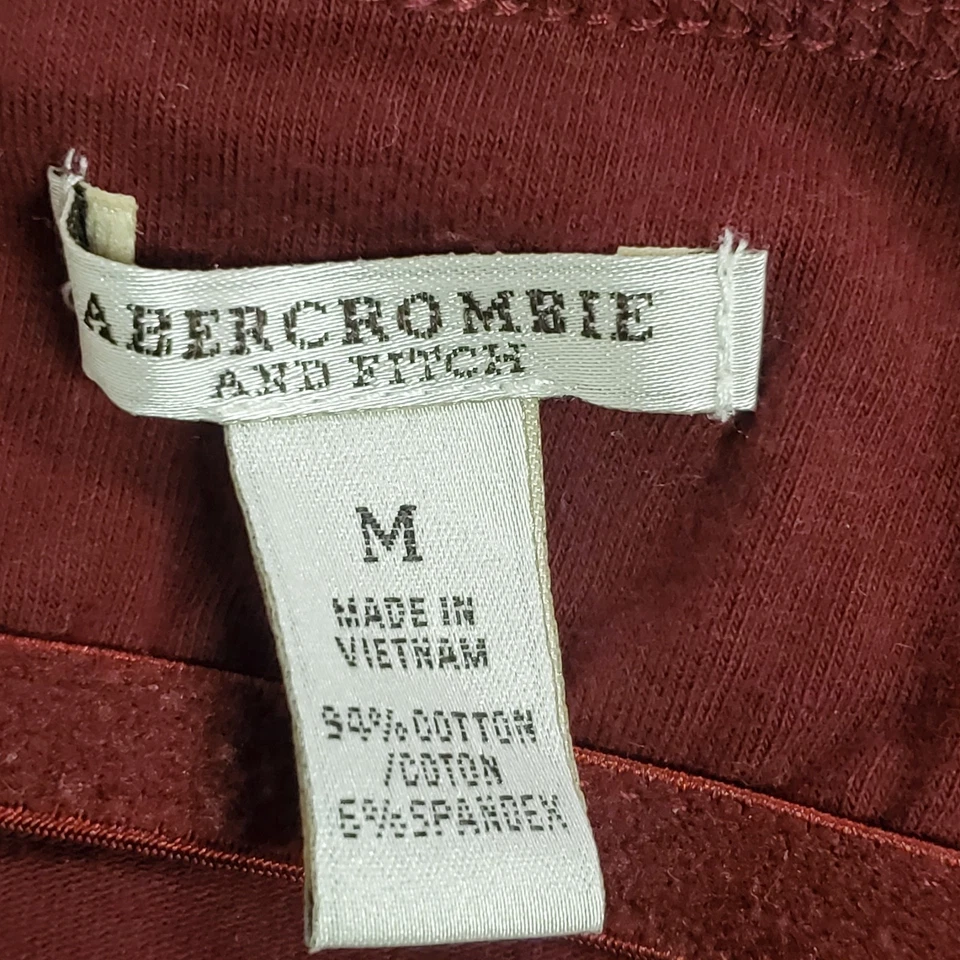 ABERCROMBIE
AND FITCH
M
MADE IN
VIETNAM
94%COTTON
/COTON
6%SPANDEX